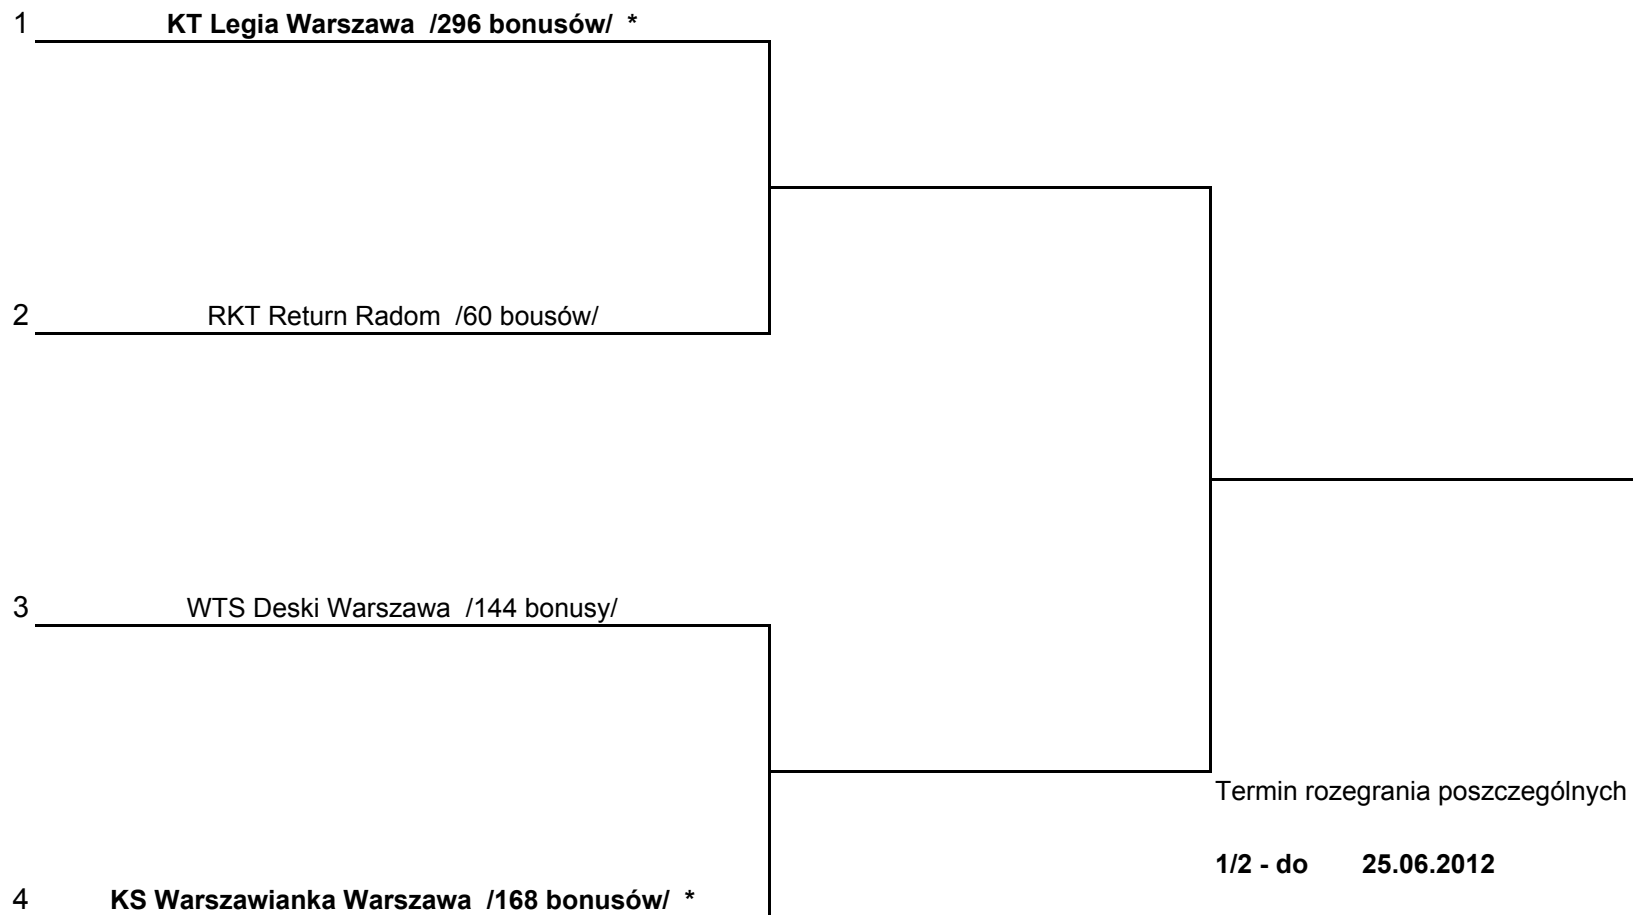 1 KT Legia Warszawa /296 bonusów/ *
2 RKT Return Radom /60 bousów/
3 WTS Deski Warszawa /144 bonusy/
Termin rozegrania poszczególnych
1/2 - do 25.06.2012
4 KS Warszawianka Warszawa /168 bonusów/ *